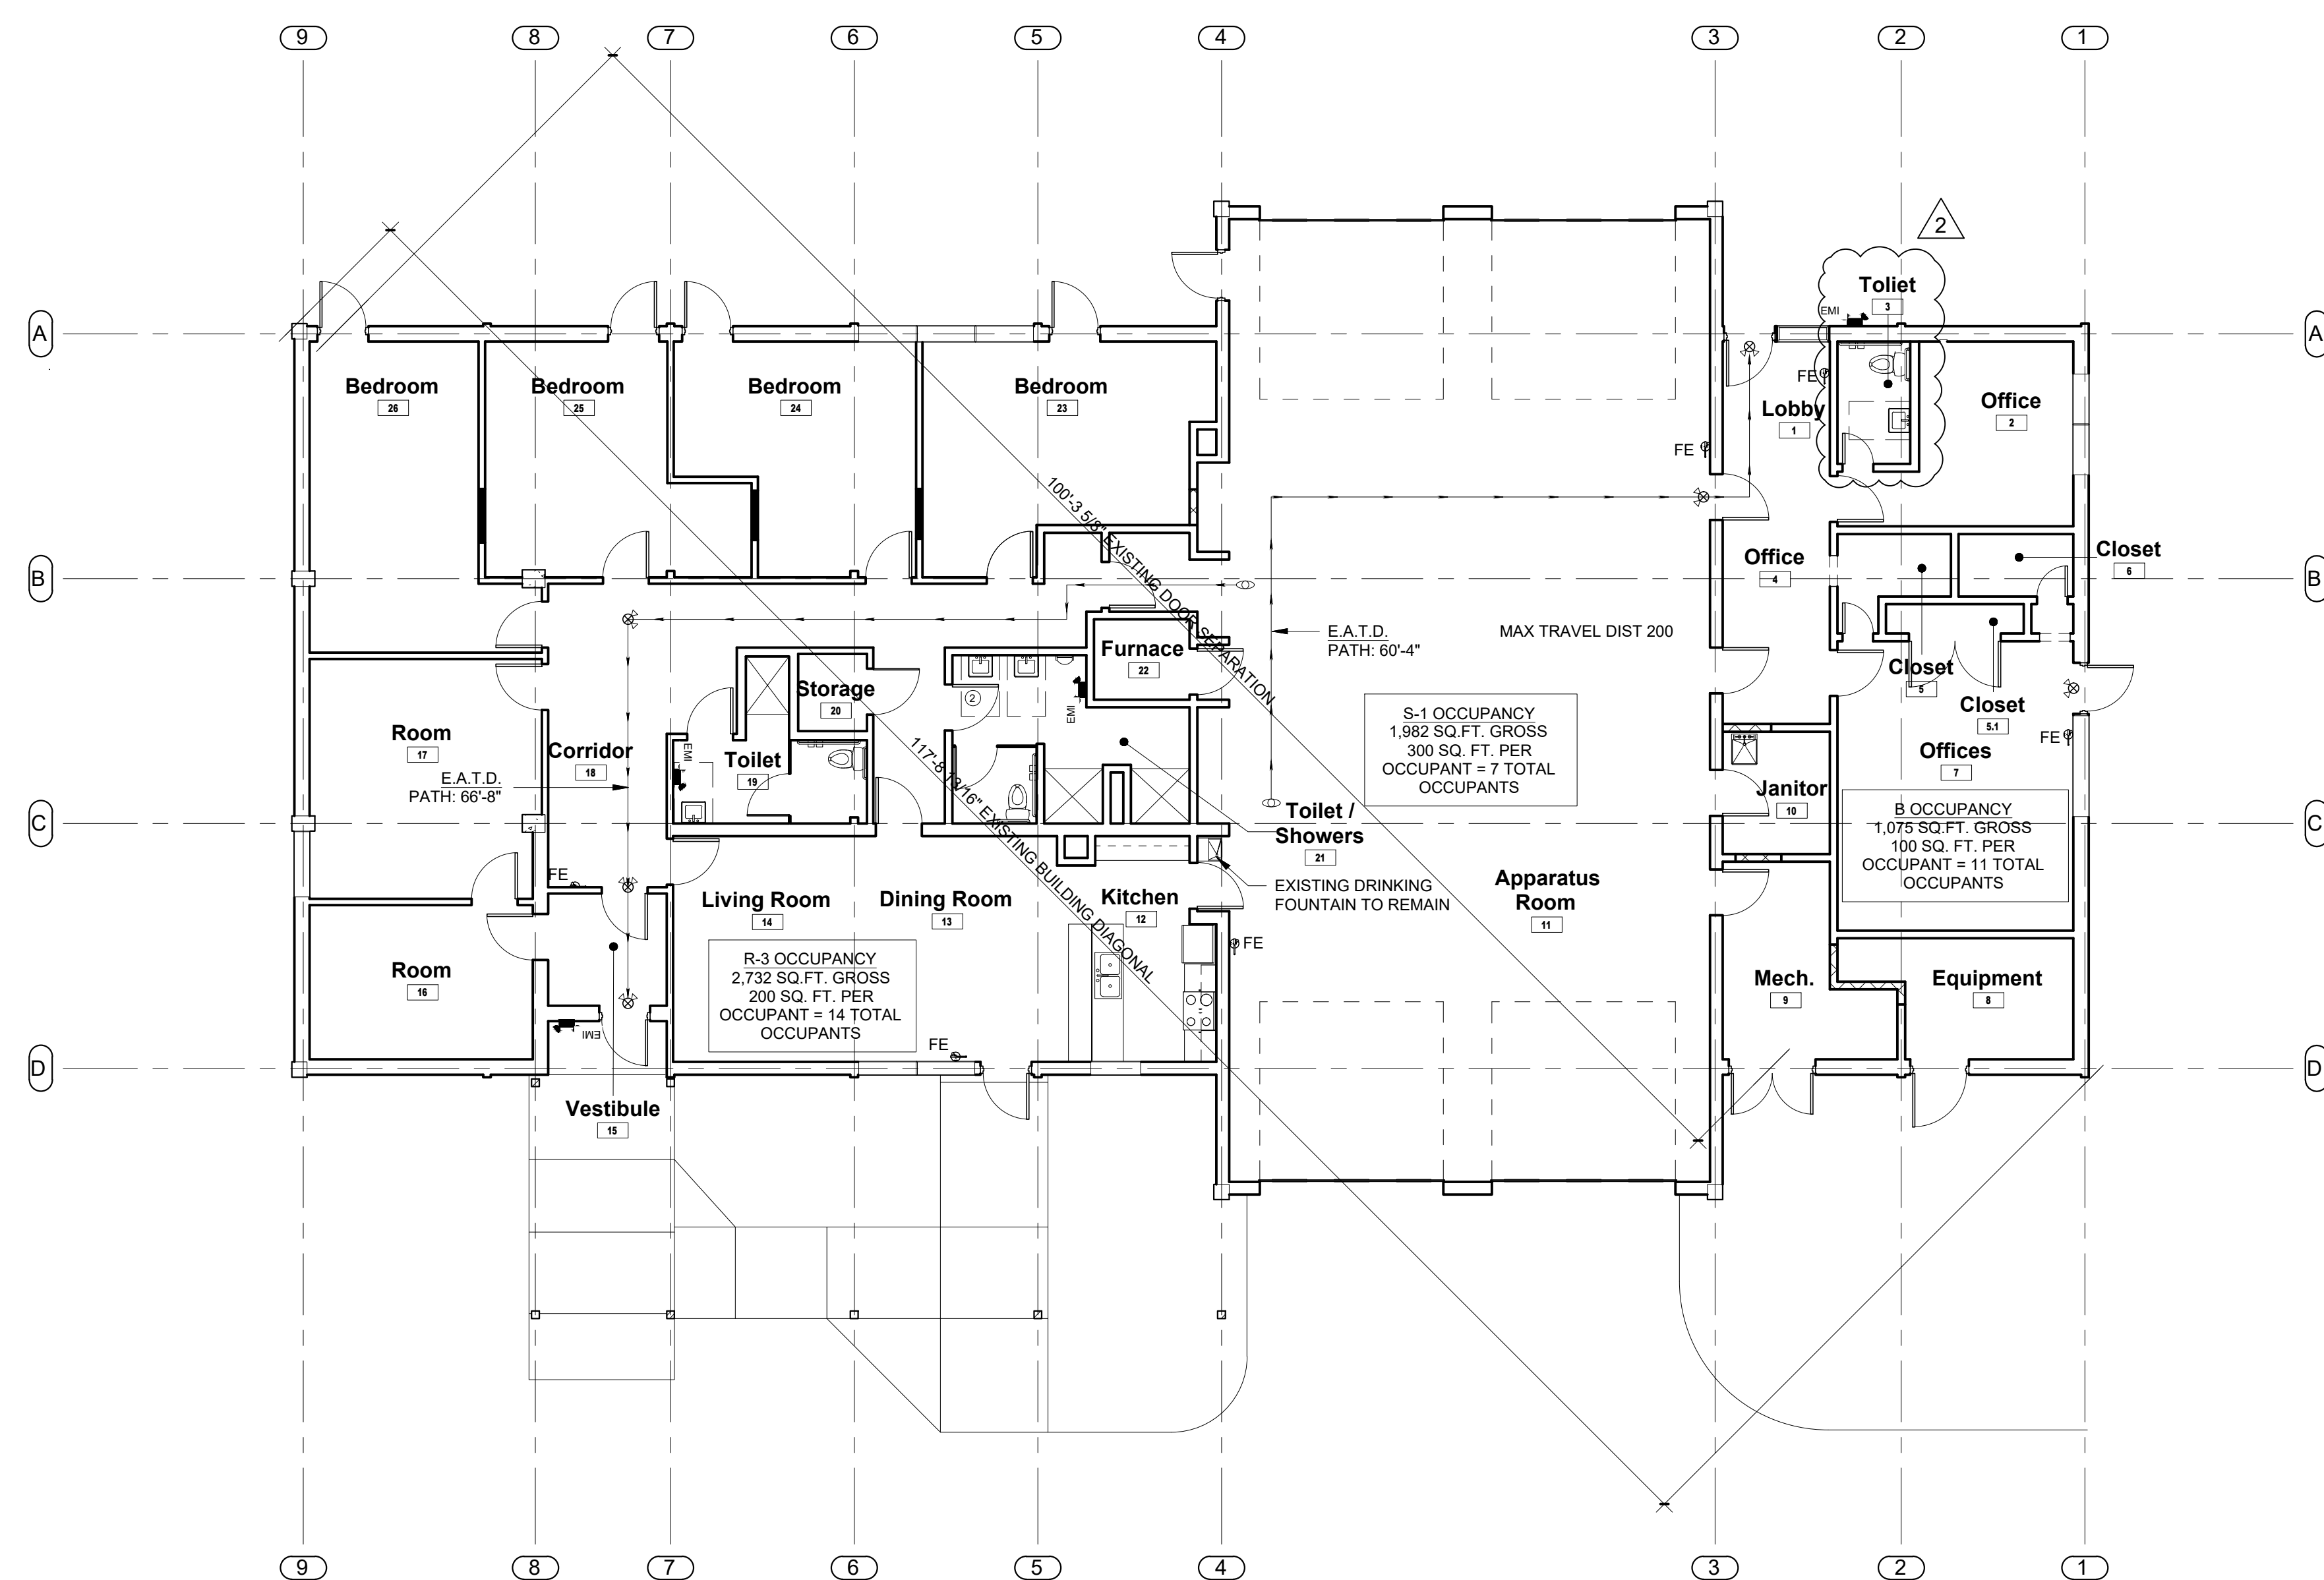 9
8
7
6
5
4
3
2
1
2
Toliet
3
EMI
A
A
Bedroom
26
Bedroom
25
Bedroom
24
Bedroom
23
FE
Lobby
1
Office
2
FE
100'-3 5/8" EXISTING DOOR SEPARATION
Office
4
Closet
6
B
B
E.A.T.D.
PATH: 60'-4"
MAX TRAVEL DIST 200
Furnace
22
Storage
20
2
EMI
Closet
5
Closet
5.1
S-1 OCCUPANCY
1,982 SQ.FT. GROSS
300 SQ. FT. PER
OCCUPANT = 7 TOTAL
OCCUPANTS
Room
17
Corridor
18
EMI
Toilet
19
117'-8 13/16" EXISTING BUILDING DIAGONAL
FE
Offices
7
E.A.T.D.
PATH: 66'-8"
Janitor
10
B OCCUPANCY
1,075 SQ.FT. GROSS
100 SQ. FT. PER
OCCUPANT = 11 TOTAL
OCCUPANTS
Toilet /
Showers
21
C
C
FE
EXISTING DRINKING
FOUNTAIN TO REMAIN
Living Room
14
Dining Room
13
Kitchen
12
Apparatus
Room
11
FE
R-3 OCCUPANCY
2,732 SQ.FT. GROSS
200 SQ. FT. PER
OCCUPANT = 14 TOTAL
OCCUPANTS
Room
16
Mech.
9
Equipment
8
EMI
FE
D
D
Vestibule
15
9
8
7
6
5
4
3
2
1